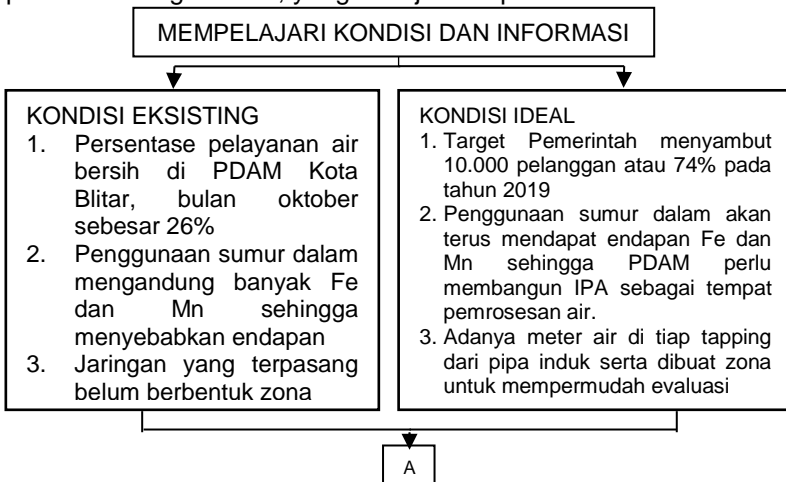 MEMPELAJARI KONDISI DAN INFORMASI
KONDISI EKSISTING
1. Persentase pelayanan air
bersih di PDAM Kota
Blitar, bulan oktober
sebesar 26%
2. Penggunaan sumur dalam
mengandung banyak Fe
dan Mn sehingga
menyebabkan endapan
3. Jaringan yang terpasang
belum berbentuk zona
KONDISI IDEAL
1. Target Pemerintah menyambut
10.000 pelanggan atau 74% pada
tahun 2019
2. Penggunaan sumur dalam akan
terus mendapat endapan Fe dan
Mn sehingga PDAM perlu
membangun IPA sebagai tempat
pemrosesan air.
3. Adanya meter air di tiap tapping
dari pipa induk serta dibuat zona
untuk mempermudah evaluasi
A